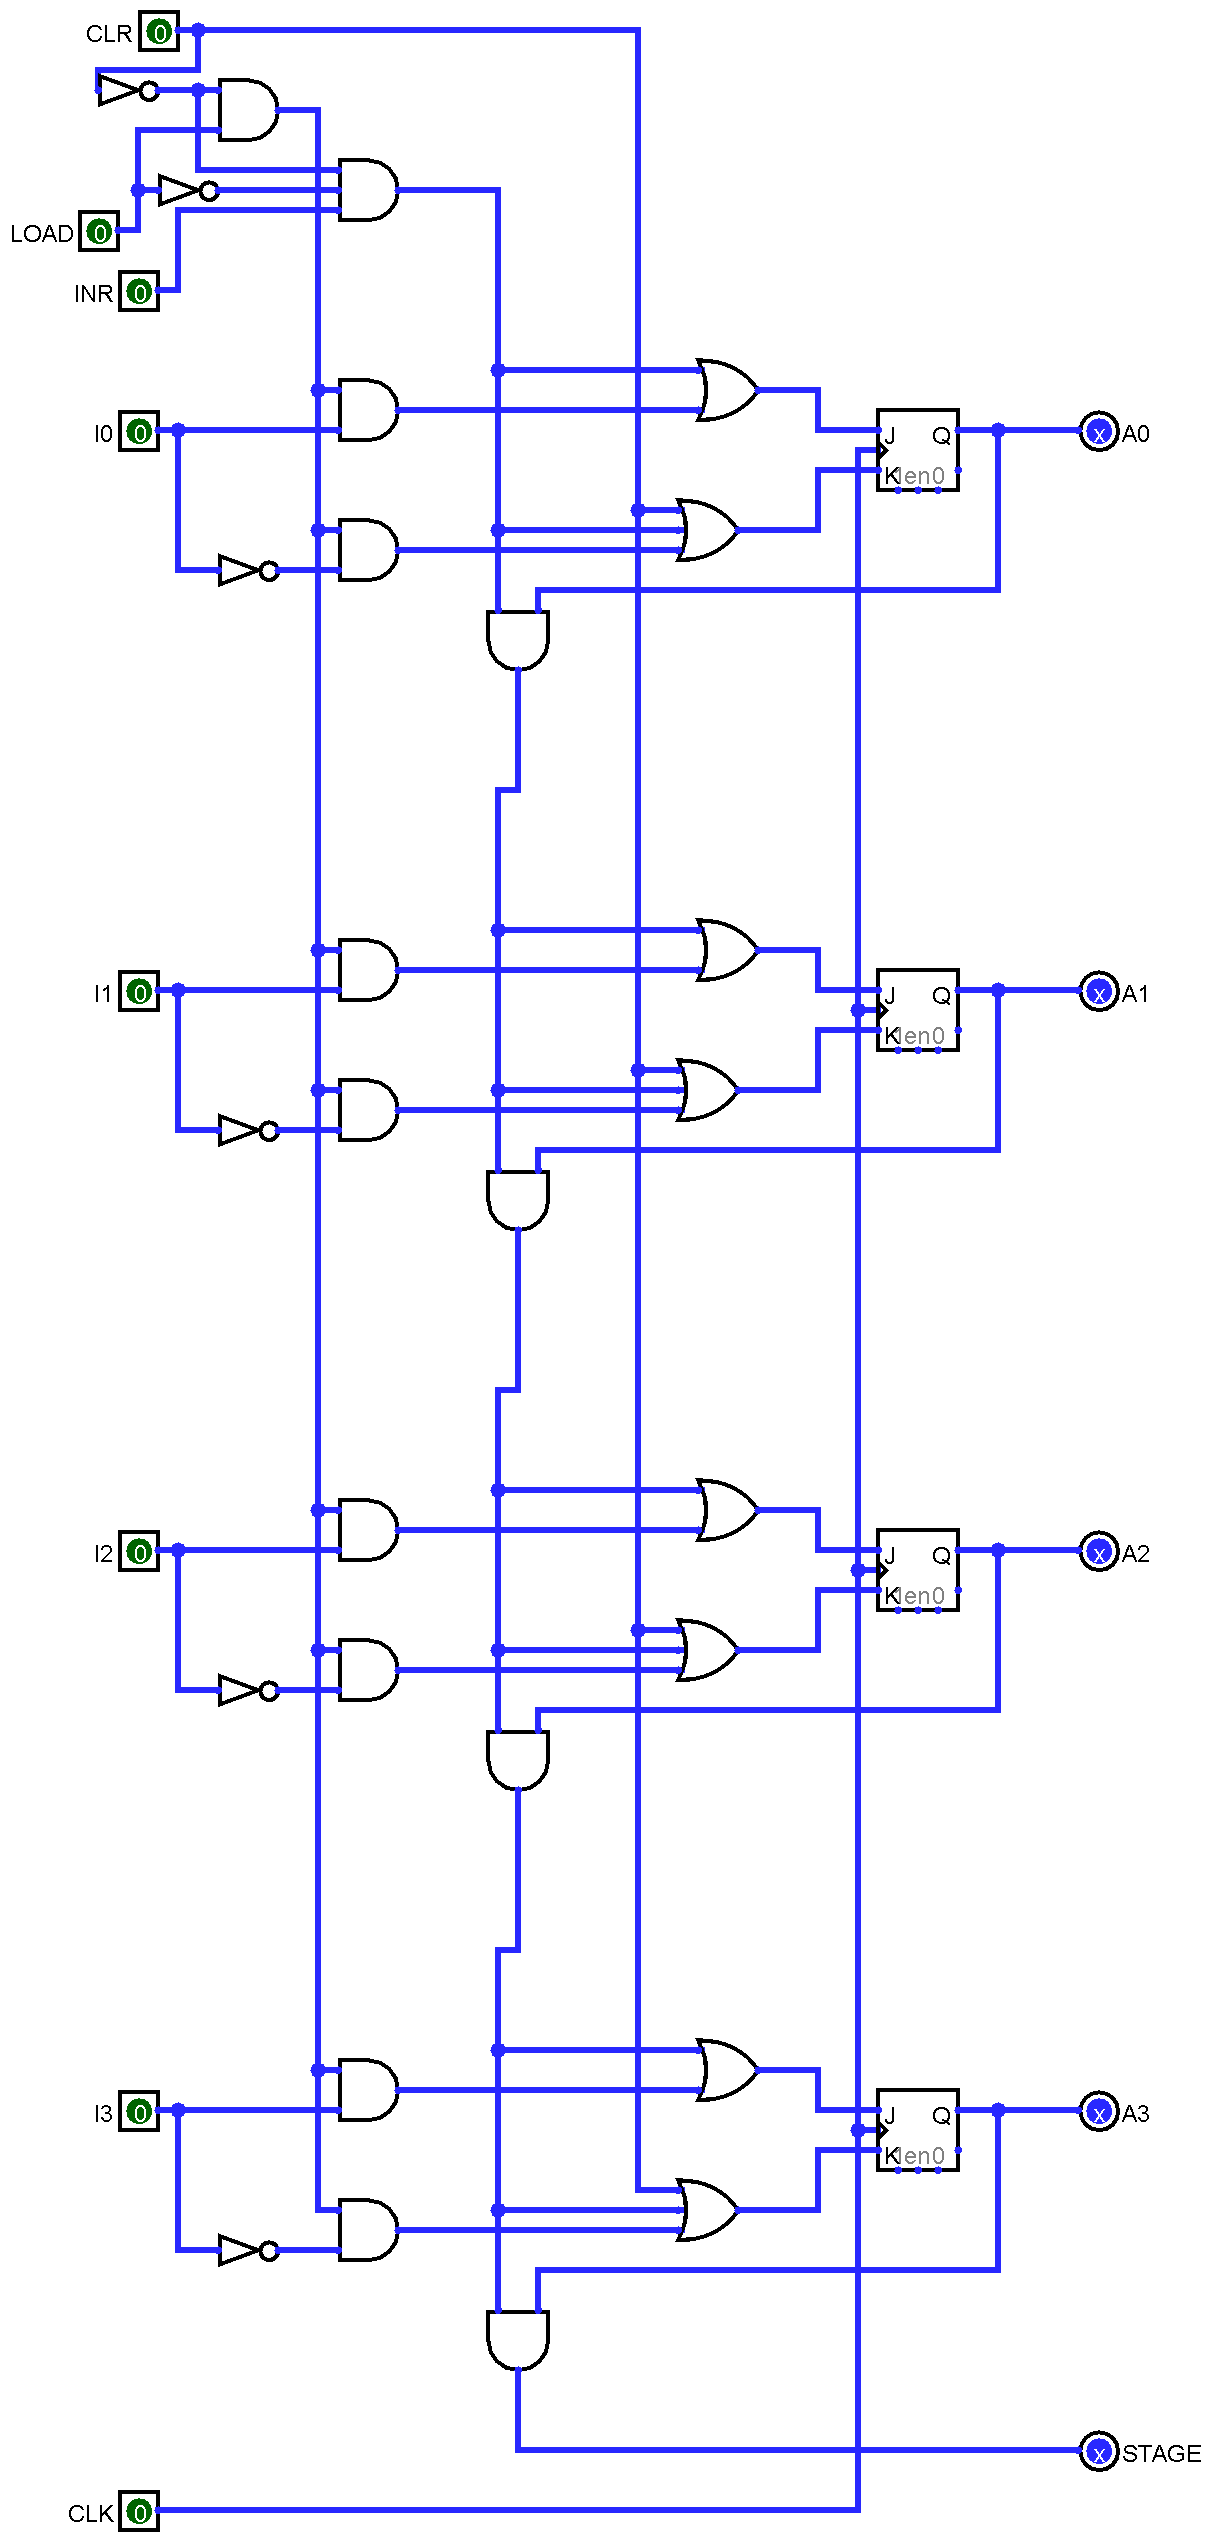 CLR 0
LOAD 0
INR 0
I0 0
J Q
K en0
x A0
I1 0
J Q
K en0
x A1
I2 0
J Q
K en0
x A2
I3 0
J Q
K en0
x A3
x STAGE
CLK 0